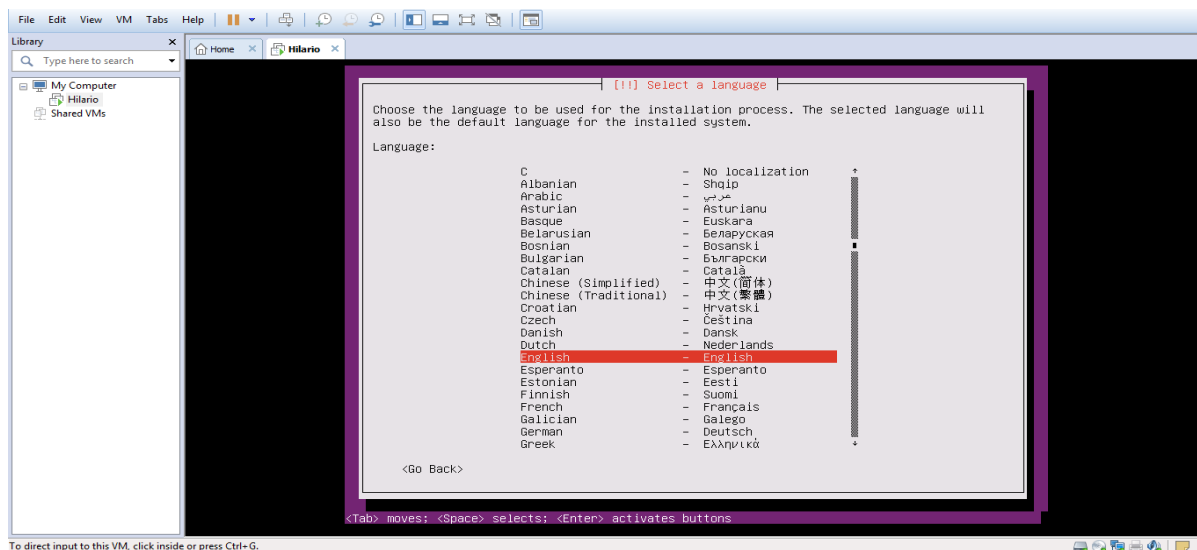 File Edit View VM Tabs Help
Library
Home
Hilario
Type here to search
My Computer
Hilario
Shared VMs
[!!] Select a language
Choose the language to be used for the installation process. The selected language will
also be the default language for the installed system.
Language:
C - No localization
Albanian - Shqip
Arabic - عربي
Asturian - Asturianu
Basque - Euskara
Belarusian - Беларуская
Bosnian - Bosanski
Bulgarian - Български
Catalan - Català
Chinese (Simplified) - 中文(简体)
Chinese (Traditional) - 中文(繁體)
Croatian - Hrvatski
Czech - Čeština
Danish - Dansk
Dutch - Nederlands
English - English
Esperanto - Esperanto
Estonian - Eesti
Finnish - Suomi
French - Français
Galician - Galego
German - Deutsch
Greek - Ελληνικά
<Go Back>
<Tab> moves; <Space> selects; <Enter> activates buttons
To direct input to this VM, click inside or press Ctrl+G.